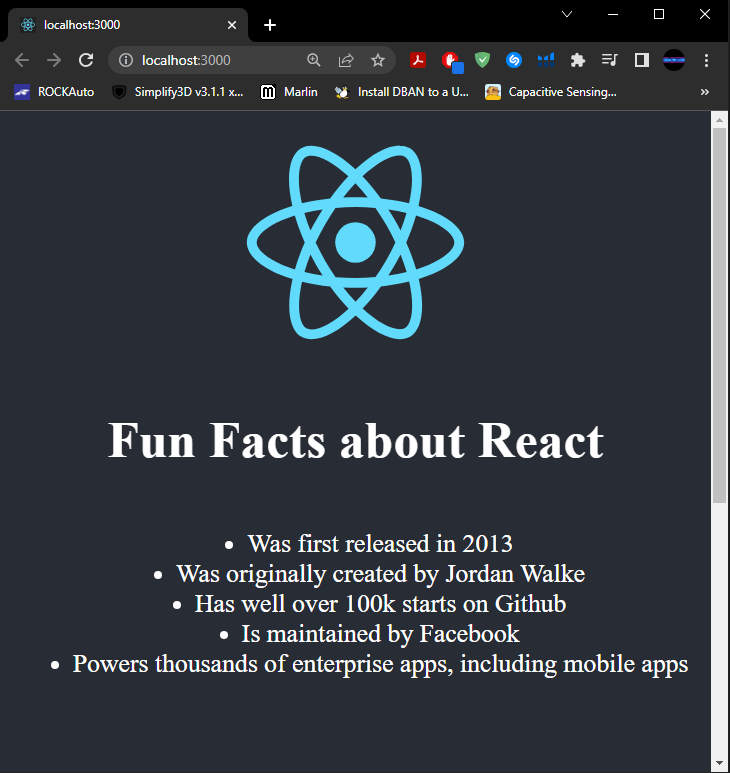 localhost:3000
localhost:3000
ROCKAuto
Simplify3D v3.1.1 x...
Marlin
Install DBAN to a U...
Capacitive Sensing...
Fun Facts about React
Was first released in 2013
Was originally created by Jordan Walke
Has well over 100k starts on Github
Is maintained by Facebook
Powers thousands of enterprise apps, including mobile apps